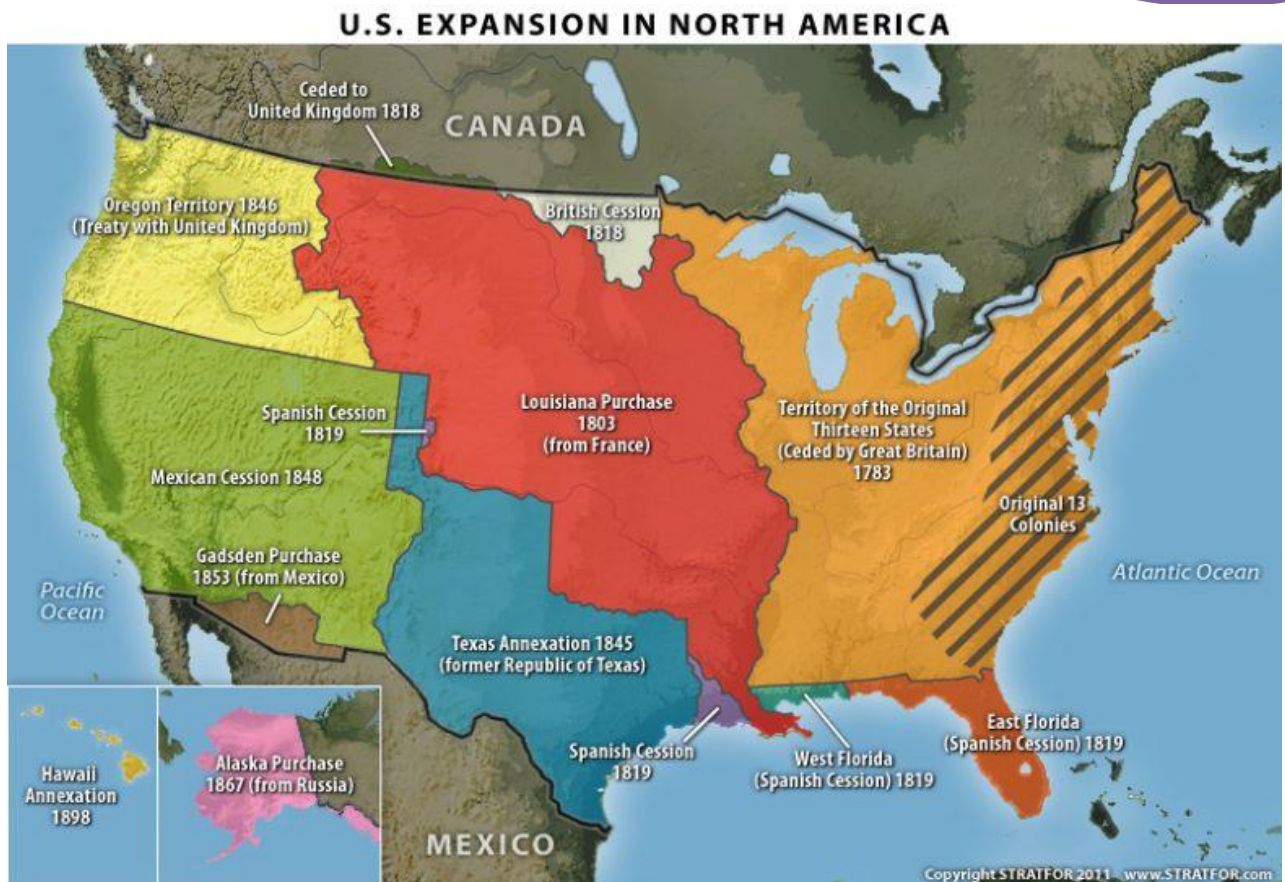 U.S. EXPANSION IN NORTH AMERICA
Ceded to
United Kingdom 1818
CANADA
Oregon Territory 1846
(Treaty with United Kingdom)
British Cession
1818
Spanish Cession
1819
Louisiana Purchase
1803
(from France)
Territory of the Original
Thirteen States
(Ceded by Great Britain)
1783
Mexican Cession 1848
Original 13
Colonies
Gadsden Purchase
1853 (from Mexico)
Pacific
Ocean
Atlantic Ocean
Texas Annexation 1845
(former Republic of Texas)
East Florida
(Spanish Cession) 1819
Spanish Cession
1819
West Florida
(Spanish Cession) 1819
Hawaii
Annexation
1898
Alaska Purchase
1867 (from Russia)
MEXICO
Copyright STRATFOR 2011 www.STRATFOR.com